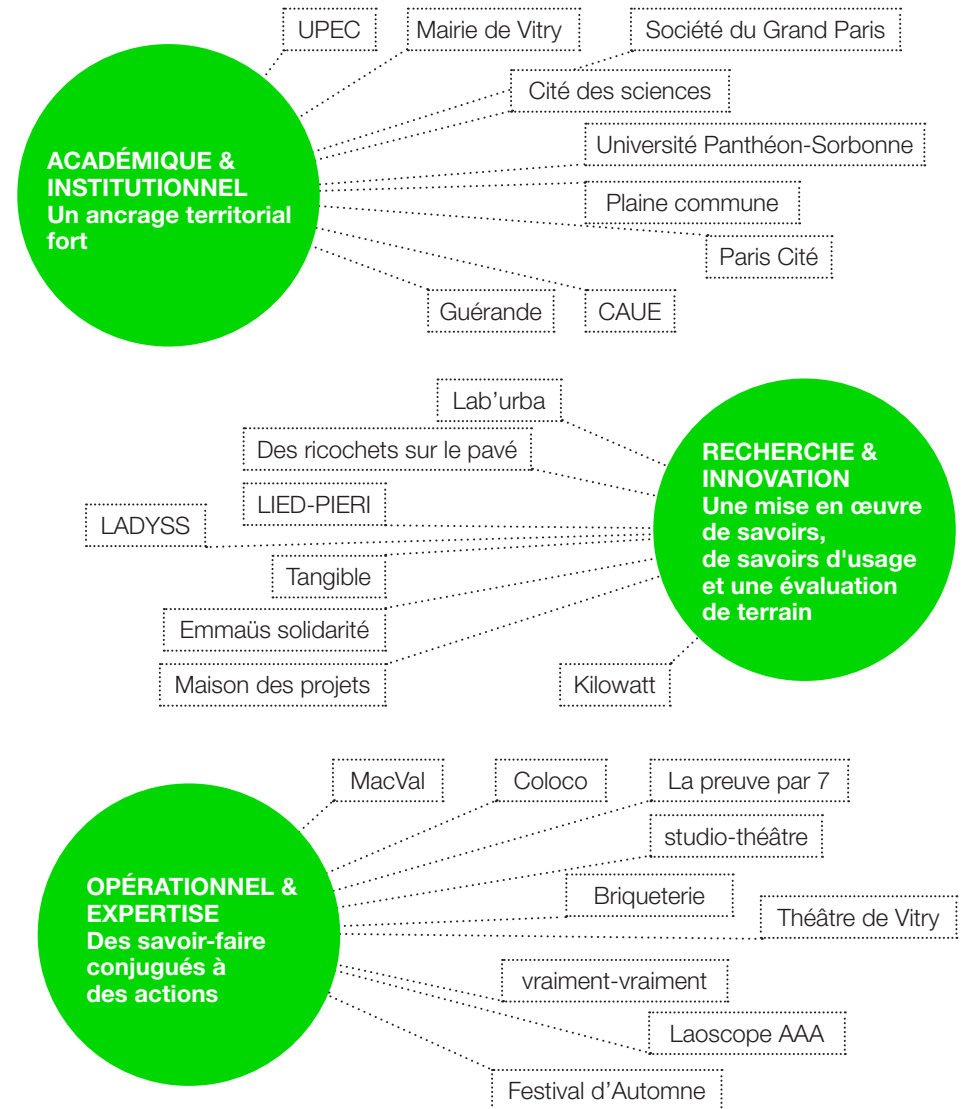 UPEC
Mairie de Vitry
Société du Grand Paris
Cité des sciences
ACADÉMIQUE &
INSTITUTIONNEL
Un ancrage territorial
fort
Université Panthéon-Sorbonne
Plaine commune
Paris Cité
Guérande
CAUE
Lab'urba
Des ricochets sur le pavé
LIED-PIERI
LADYSS
Tangible
Emmaüs solidarité
Maison des projets
Kilowatt
RECHERCHE &
INNOVATION
Une mise en œuvre
de savoirs,
de savoirs d'usage
et une évaluation
de terrain
MacVal
Coloco
La preuve par 7
studio-théâtre
Briqueterie
Théâtre de Vitry
OPÉRATIONNEL &
EXPERTISE
Des savoir-faire
conjugués à
des actions
vraiment-vraiment
Laoscope AAA
Festival d'Automne